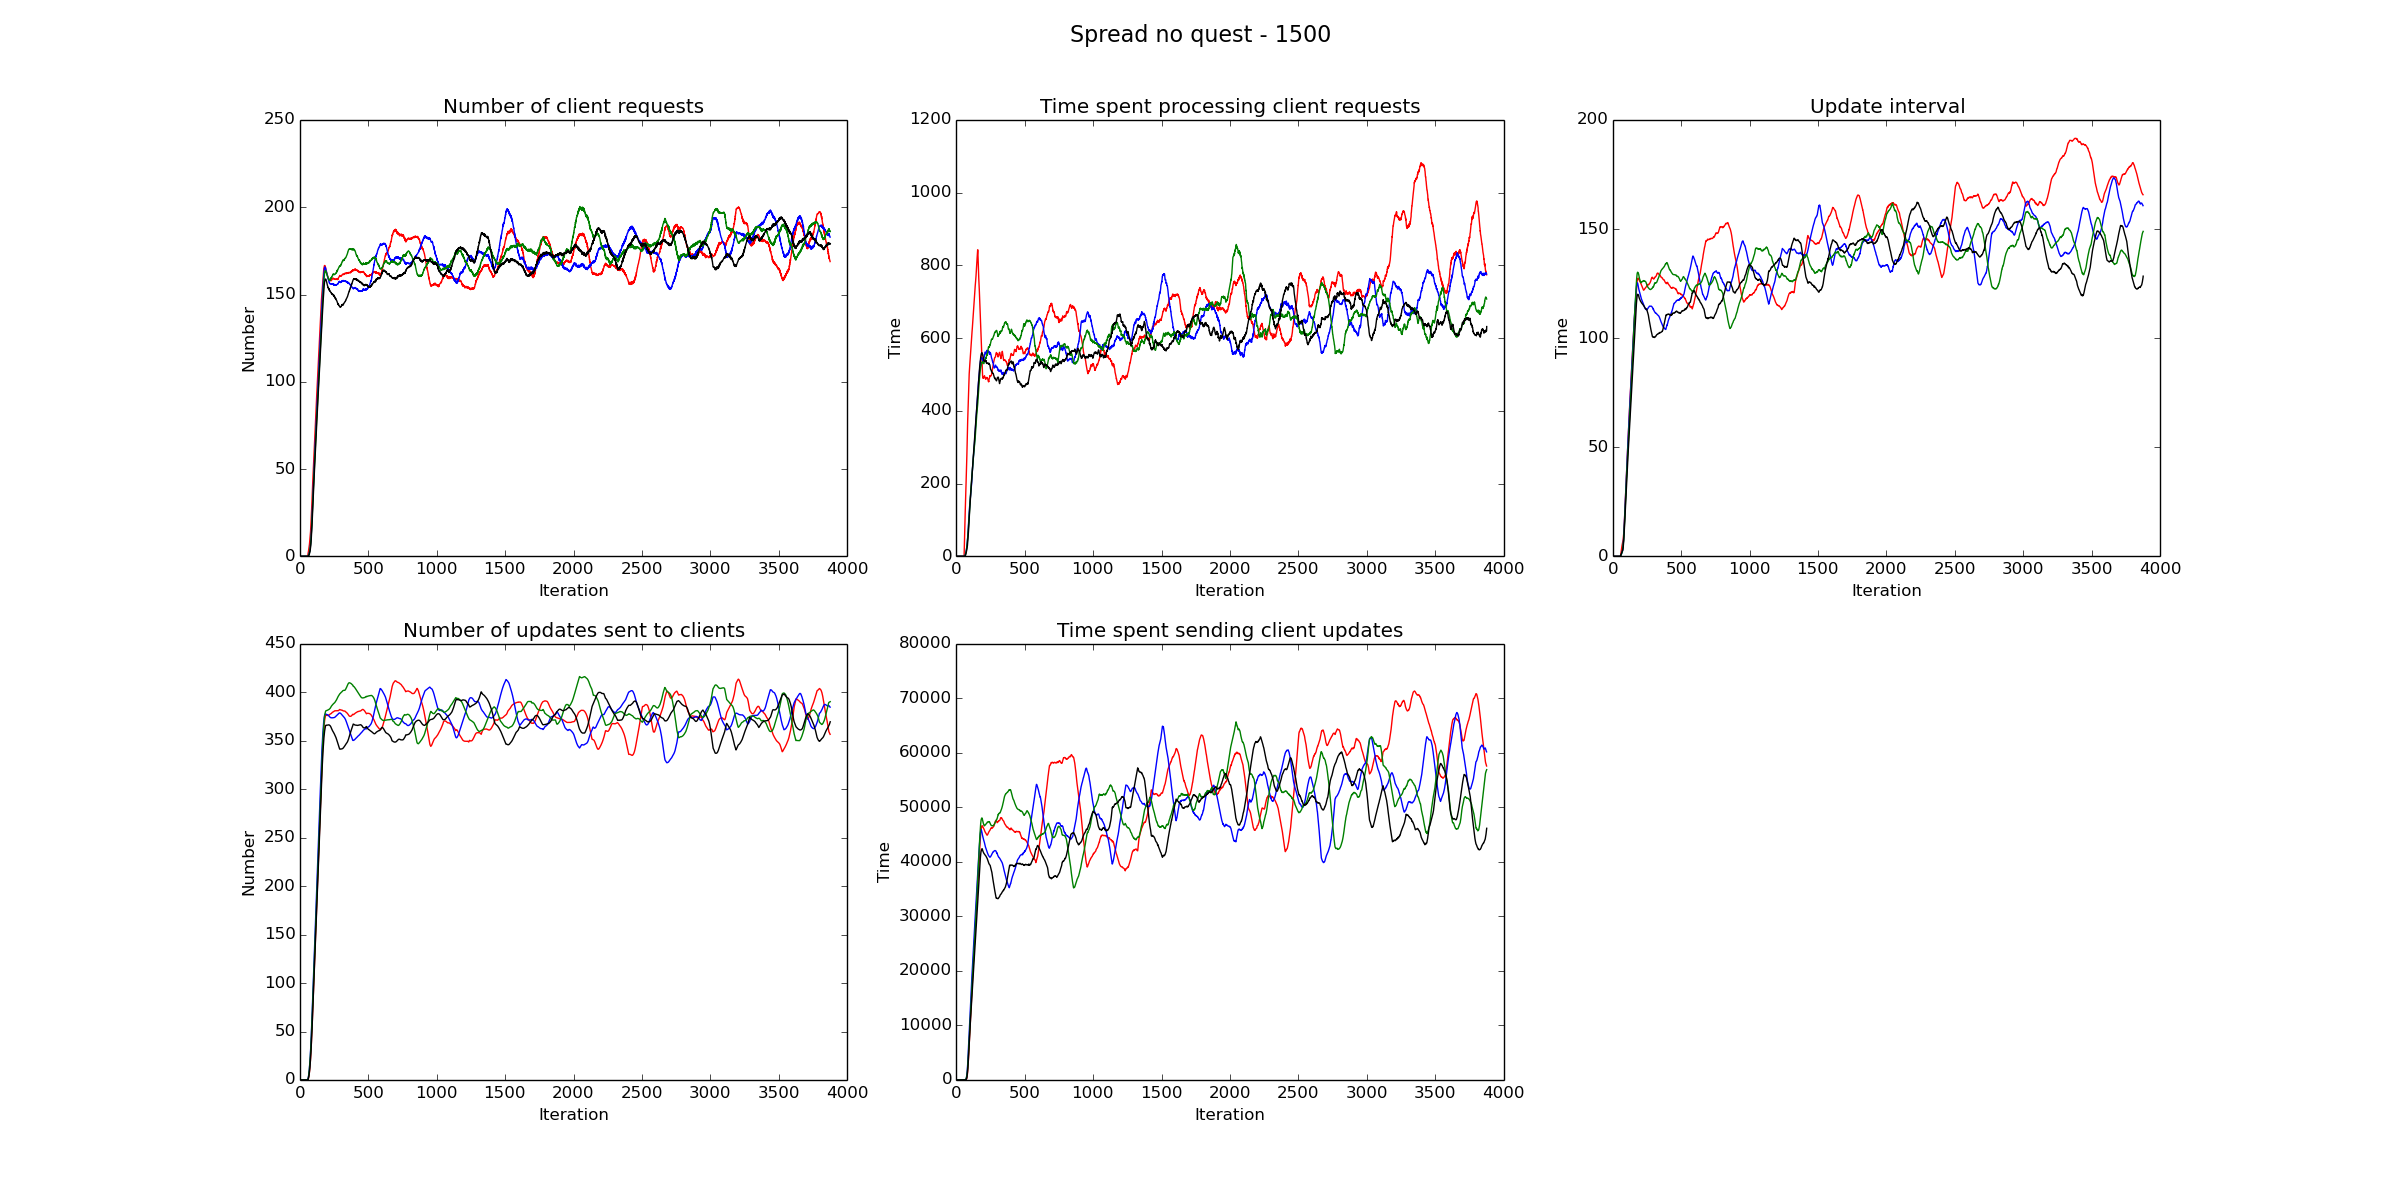 Spread no quest - 1500
Number of client requests
250
200
150
100
50
0
Number
0 500 1000 1500 2000 2500 3000 3500 4000
Iteration
Time spent processing client requests
1200
1000
800
600
400
200
0
Time
0 500 1000 1500 2000 2500 3000 3500 4000
Iteration
Update interval
200
150
100
50
0
Time
0 500 1000 1500 2000 2500 3000 3500 4000
Iteration
Number of updates sent to clients
450
400
350
300
250
200
150
100
50
0
Number
0 500 1000 1500 2000 2500 3000 3500 4000
Iteration
Time spent sending client updates
80000
70000
60000
50000
40000
30000
20000
10000
0
Time
0 500 1000 1500 2000 2500 3000 3500 4000
Iteration